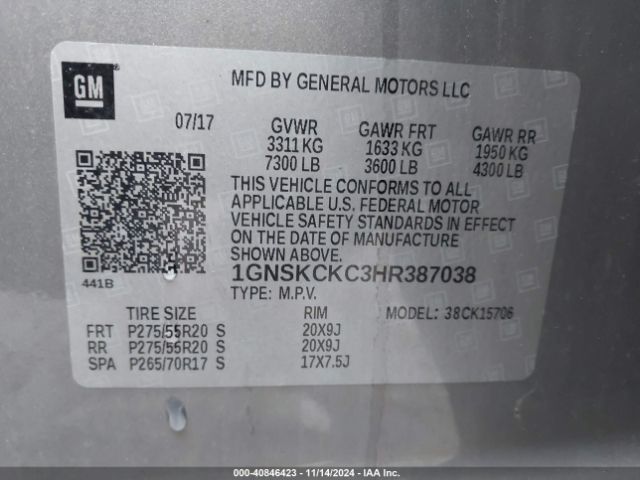 GM
MFD BY GENERAL MOTORS LLC
07/17 GVWR GAWR FRT GAWR RR
3311 KG 1633 KG 1950 KG
7300 LB 3600 LB 4300 LB
THIS VEHICLE CONFORMS TO ALL
APPLICABLE U.S. FEDERAL MOTOR
VEHICLE SAFETY STANDARDS IN EFFECT
ON THE DATE OF MANUFACTURE
SHOWN ABOVE.
1GNSKCKC3HR387038
441B
TYPE: M.P.V.
TIRE SIZE RIM MODEL: 38CK15706
FRT P275/55R20 S 20X9J
RR P275/55R20 S 20X9J
SPA P265/70R17 S 17X7.5J
000-40846423 - 11/14/2024 - IAABUYERS